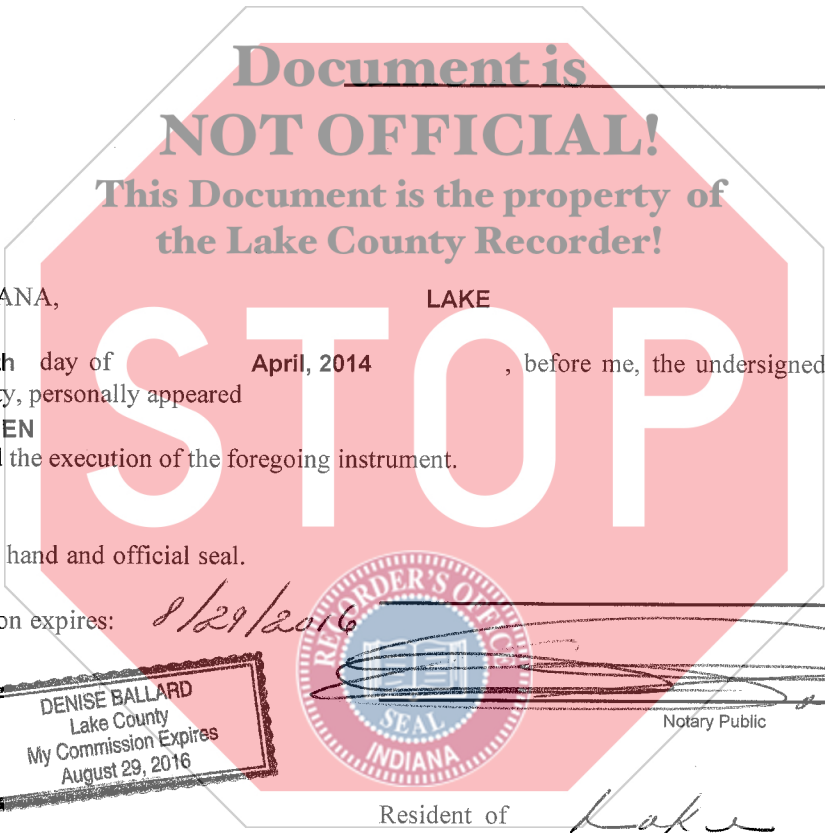 Document is
NOT OFFICIAL!
This Document is the property of
the Lake County Recorder!
ANA, LAKE
th day of April, 2014 , before me, the undersigned
ty, personally appeared
EN
the execution of the foregoing instrument.
STOP
hand and official seal.
on expires: 8/29/2016
RECORDER'S OFFICE
SEAL
INDIANA
DENISE BALLARD
Lake County
My Commission Expires
August 29, 2016
Notary Public
Resident of Lake